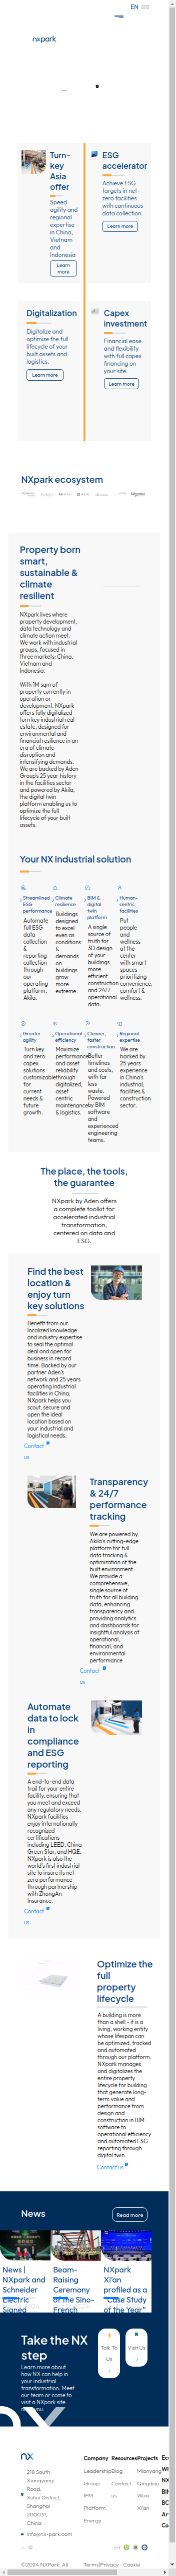 EN
nxpark
Turn-
key
Asia
offer
Speed
agility and
regional
expertise
in China,
Vietnam
and
Indonesia
Learn
more
ESG
accelerator
Achieve ESG
targets in net-
zero facilities
with continuous
data collection.
Learn more
Digitalization
Digitalize and
optimize the full
lifecycle of your
built assets and
logistics.
Learn more
Capex
investment
Financial ease
and flexibility
with full capex
financing on
your site.
Learn more
NXpark ecosystem
Property born
smart,
sustainable &
climate
resilient
NXpark lives where
property development,
data technology and
climate action meet.
We work with industrial
groups, focused in
three markets: China,
Vietnam and
Indonesia.
With 1M sqm of
property currently in
operation or
development, NXpark
offers fully digitalized
turn key industrial real
estate, designed for
environmental and
financial resilience in an
era of climate
disruption and
intensifying demands.
We are backed by Aden
Group's 25 year history
in the facilities sector
and powered by Akila,
the digital twin
platform enabling us to
optimize the full
lifecycle of your built
assets.
Your NX industrial solution
Streamlined
ESG
performance
Automate
full ESG
data
collection
&
reporting
collection
through
our
operating
platform,
Akila.
Climate
resilience
Buildings
designed
to excel
even as
conditions
&
demands
on
buildings
grow
more
extreme.
BIM &
digital
twin
platform
A single
source of
truth for
3D design
of your
buildings
more
efficient
construction
and 24/7
operational
data.
Human-
centric
facilities
Put
people
and
wellness
at the
center
with smart
spaces
prioritizing
convenience,
comfort &
wellness.
Greater
agility
Turn key
and zero
capex
solutions
customizable
for
current
needs &
future
growth.
Operational
efficiency
Maximize
performance
and asset
reliability
through
digitalized,
asset
centric
maintenance
& logistics.
Cleaner,
faster
construction
Better
timelines
and costs,
with far
less
waste.
Powered
by BIM
software
and
experienced
engineering
teams.
Regional
expertise
We are
backed by
25 years
experience
in China's
industrial,
facilities &
construction
sector.
The place, the tools,
the guarantee
NXpark by Aden offers
a complete toolkit for
accelerated industrial
transformation,
centered on data and
ESG.
Find the best
location &
enjoy turn
key solutions
Benefit from our
localized knowledge
and industry expertise
to seal the optimal
deal and open for
business in record
time. Backed by our
partner Aden's
network and 25 years
operating industrial
facilities in China,
NXpark helps you
you, secure and
open the ideal
location based on
your industrial and
logistical needs.
Contact
us
Transparency
& 24/7
performance
tracking
We are powered by
Akila's cutting-edge
platform for full
data tracking &
optimization of the
built environment.
We provide a
comprehensive,
single source of
truth for all building
data, enhancing
transparency and
providing analytics
and dashboards for
insightful analysis of
operational,
financial, and
environmental
performance
Contact
us
Automate
data to lock
in
compliance
and ESG
reporting
A end-to-end data
trail for your entire
facility, ensuring that
you meet and exceed
any regulatory needs.
NXpark facilities
enjoy internationally
recognized
certifications
including LEED, China
Green Star, and HQE.
NXpark is also the
world's first industrial
site to insure its net-
zero performance
through partnership
with ZhongAn
Insurance.
Contact
us
Optimize the
full
property
lifecycle
A building is more
than a shell - it is a
living, working entity
whose lifespan can
be optimized, tracked
and automated
through our platform.
NXpark manages
and digitalizes the
entire property
lifecycle for building
that generate long-
term value and
performance from
design and
construction in BIM
software to
operational efficiency
and automated ESG
reporting through
digital twin.
Contact us
News
Read more
News |
NXpark and
Schneider
Electric
Signed
Beam-
Raising
Ceremony
of the Sino-
French
NXpark
Xi'an
profiled as a
"Case Study
of the Year"
Take the NX
step
Learn more about
how NX can help in
your industrial
transformation. Meet
our team or come to
visit a NXpark site
near you.
Talk To
Us
Visit Us
nx
218 South
Xiangyang
Road,
Xuhui District,
Shanghai
200031,
China
info@nx-park.com
Company
Leadership
Group
IFM
Platform
Energy
Resources
Blog
Contact
us
Projects
Mianyang
Qingdao
Wuxi
Xi'an
©2024 NXPark. All
Terms|Privacy
Cookie